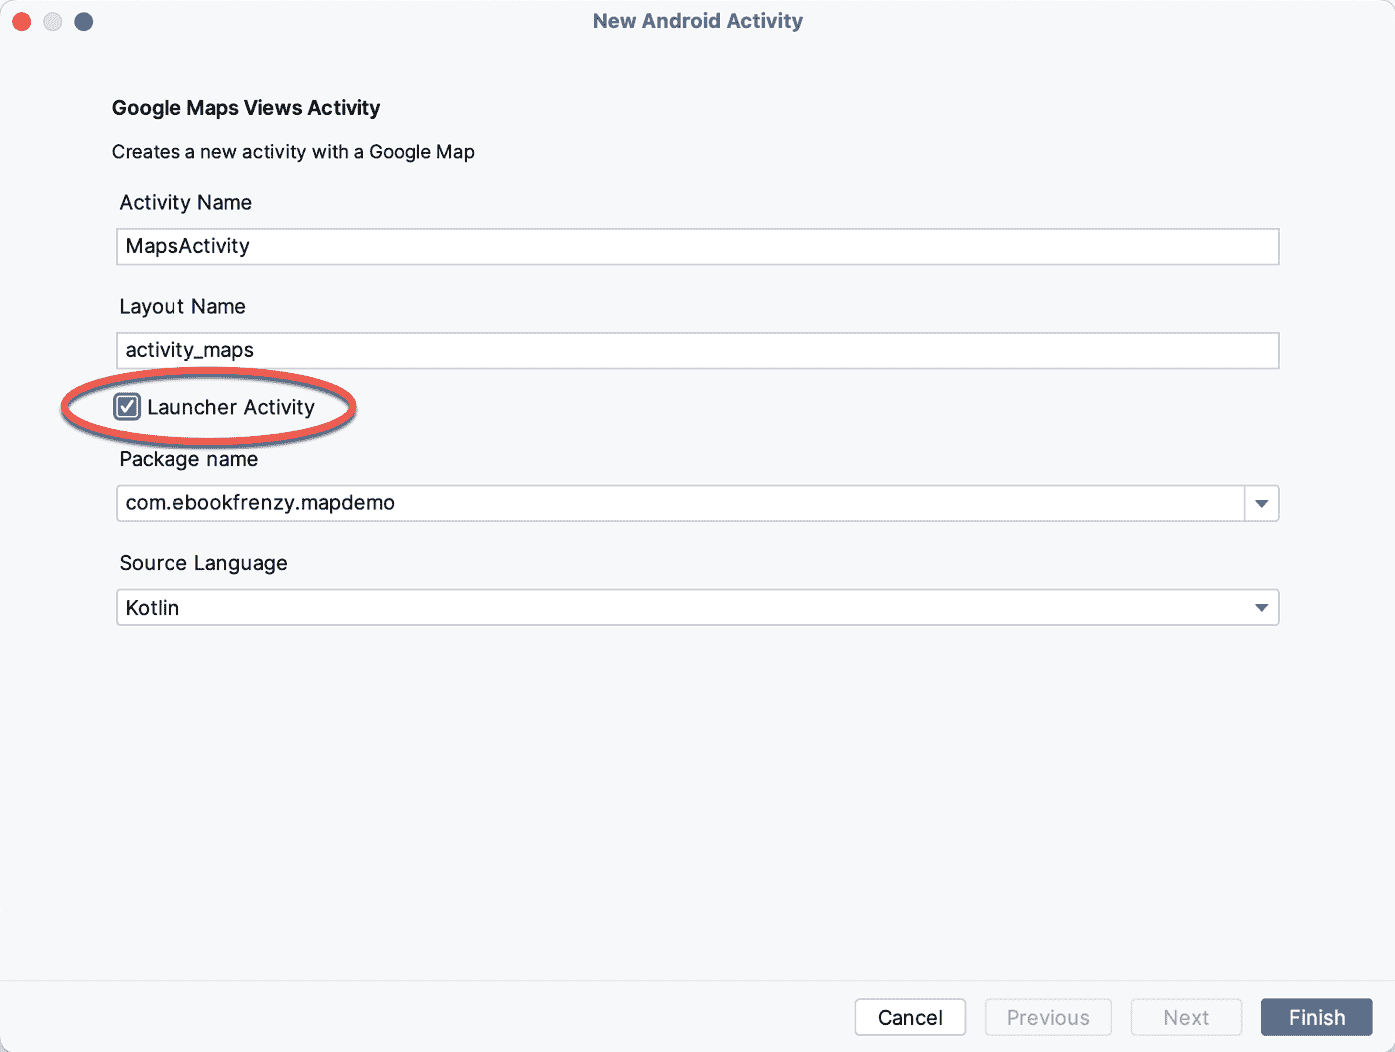 New Android Activity
Google Maps Views Activity
Creates a new activity with a Google Map
Activity Name
MapsActivity
Layout Name
activity_maps
Launcher Activity
Package name
com.ebookfrenzy.mapdemo
Source Language
Kotlin
Cancel Previous Next Finish